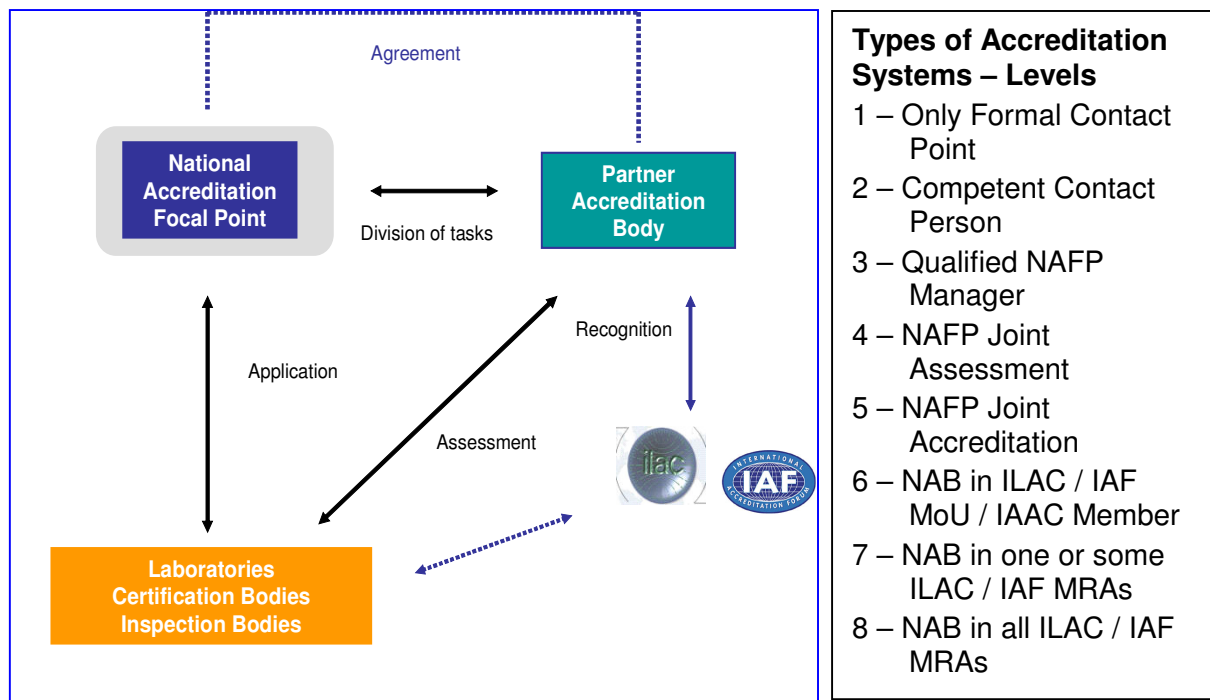 Agreement
National
Accreditation
Focal Point
Partner
Accreditation
Body
Division of tasks
Recognition
Application
Assessment
ilac
INTERNATIONAL
IAF
ACCREDITATION FORUM
Laboratories
Certification Bodies
Inspection Bodies
Types of Accreditation
Systems – Levels
1 – Only Formal Contact
Point
2 – Competent Contact
Person
3 – Qualified NAFP
Manager
4 – NAFP Joint
Assessment
5 – NAFP Joint
Accreditation
6 – NAB in ILAC / IAF
MoU / IAAC Member
7 – NAB in one or some
ILAC / IAF MRAs
8 – NAB in all ILAC / IAF
MRAs